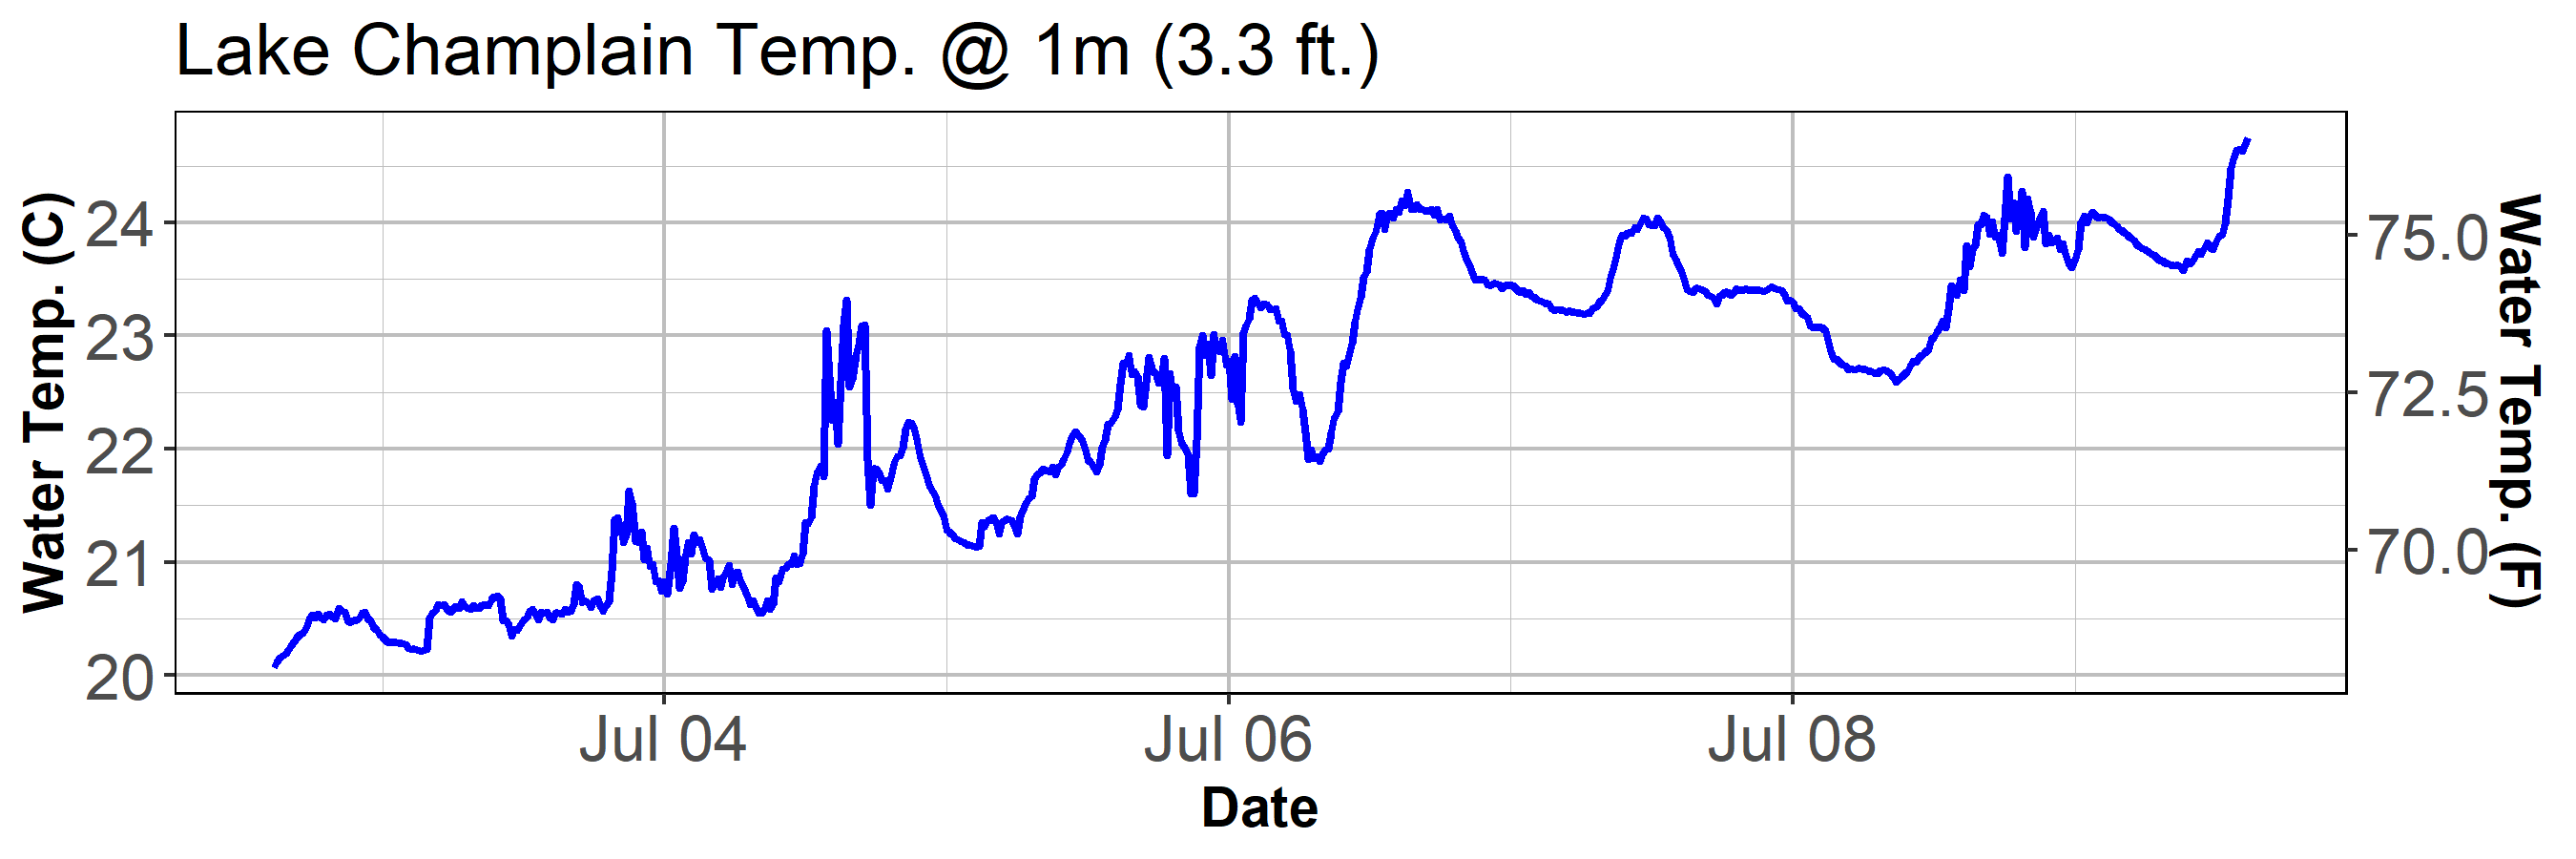 Lake Champlain Temp. @ 1m (3.3 ft.)
Water Temp. (C)
24
23
22
21
20
75.0
72.5
70.0
Water Temp. (F)
Jul 04 Jul 06 Jul 08
Date